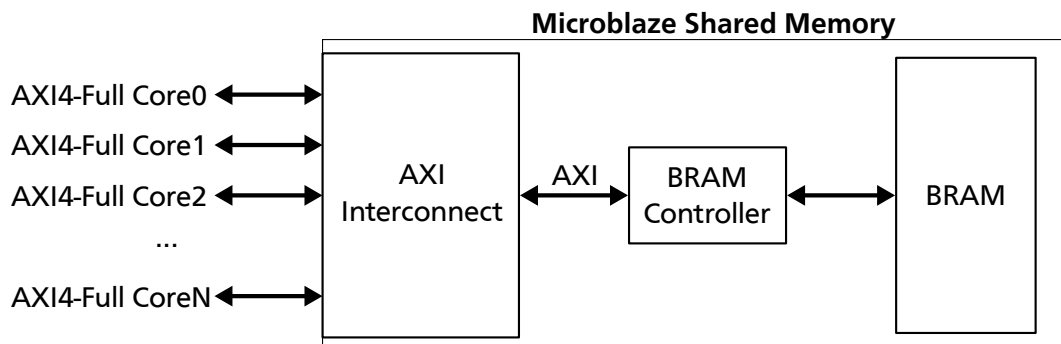 Microblaze Shared Memory
AXI4-Full Core0
AXI4-Full Core1
AXI4-Full Core2
...
AXI4-Full CoreN
AXI
Interconnect
AXI
BRAM
Controller
BRAM